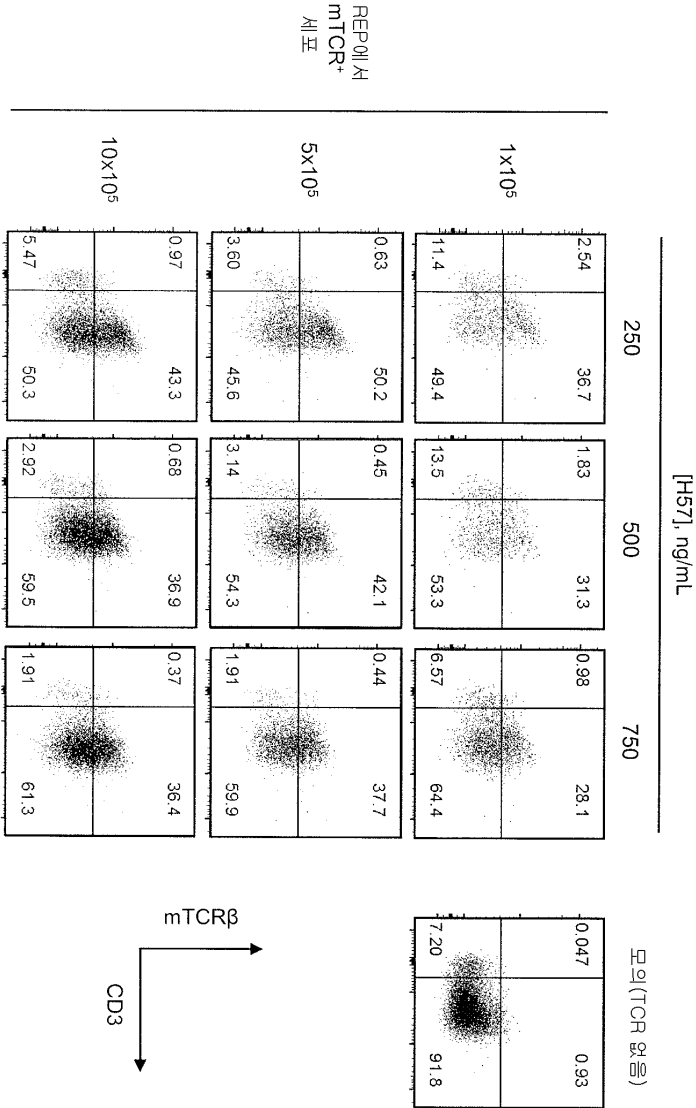 [H57], ng/mL
250 500 750 모의(TCR 없음)
2.54 36.7 1.83 31.3 0.98 28.1 0.047 0.93
1x10⁵
11.4 49.4 13.5 53.3 6.57 64.4 7.20 91.8
REP에서
mTCR⁺
세포
0.63 50.2 0.45 42.1 0.44 37.7
5x10⁵
3.60 45.6 3.14 54.3 1.91 59.9
0.97 43.3 0.68 36.9 0.37 36.4
10x10⁵
5.47 50.3 2.92 59.5 1.91 61.3
mTCRβ
CD3